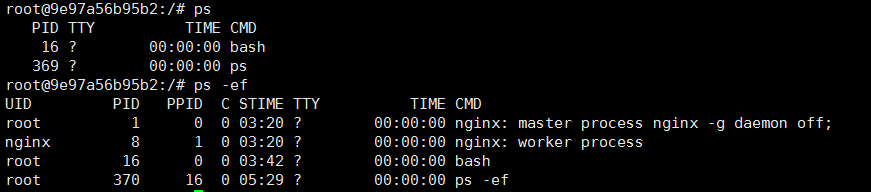 root@9e97a56b95b2:/# ps
   PID TTY          TIME CMD
    16 ?        00:00:00 bash
   369 ?        00:00:00 ps
root@9e97a56b95b2:/# ps -ef
UID        PID  PPID  C STIME TTY          TIME CMD
root         1     0  0 03:20 ?        00:00:00 nginx: master process nginx -g daemon off;
nginx        8     1  0 03:20 ?        00:00:00 nginx: worker process
root        16     0  0 03:42 ?        00:00:00 bash
root       370    16  0 05:29 ?        00:00:00 ps -ef